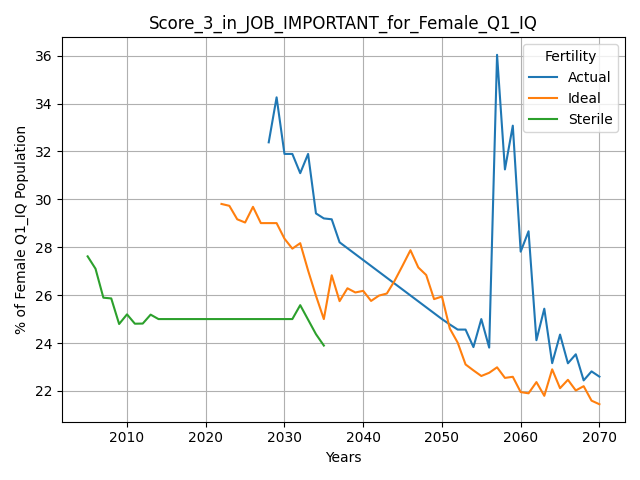 Score_3_in_JOB_IMPORTANT_for_Female_Q1_IQ
Fertility
Actual
Ideal
Sterile
% of Female Q1_IQ Population
36
34
32
30
28
26
24
22
2010
2020
2030
2040
2050
2060
2070
Years